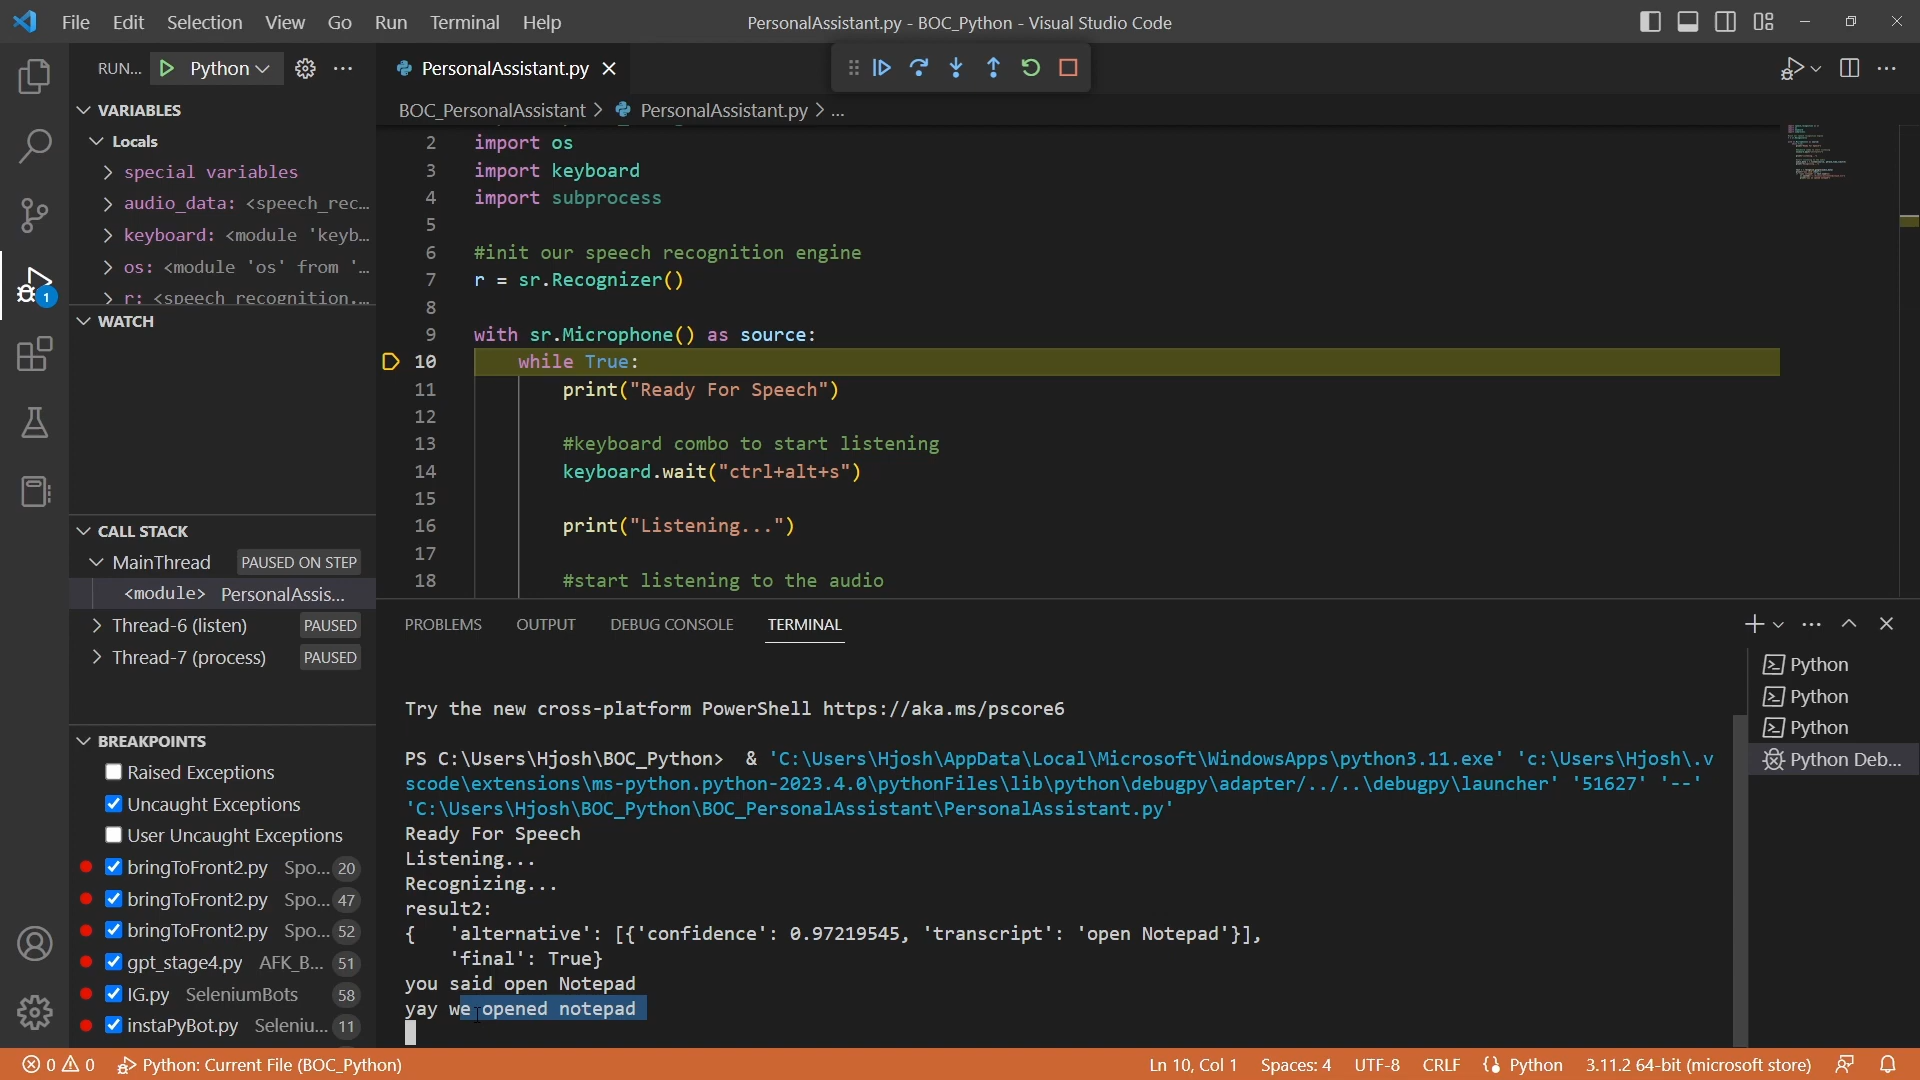 File Edit Selection View Go Run Terminal Help
PersonalAssistant.py - BOC_Python - Visual Studio Code
RUN... Python
PersonalAssistant.py
BOC_PersonalAssistant > PersonalAssistant.py > ...
VARIABLES
Locals
special variables
audio_data: <speech_rec...
keyboard: <module 'keyb...
os: <module 'os' from '...
r: <speech_recognition....
WATCH
CALL STACK
MainThread PAUSED ON STEP
<module> PersonalAssis...
Thread-6 (listen) PAUSED
Thread-7 (process) PAUSED
BREAKPOINTS
Raised Exceptions
Uncaught Exceptions
User Uncaught Exceptions
bringToFront2.py Spo... 20
bringToFront2.py Spo... 47
bringToFront2.py Spo... 52
gpt_stage4.py AFK_B... 51
IG.py SeleniumBots 58
instaPyBot.py Seleniu... 11
1
2 import os
3 import keyboard
4 import subprocess
5
6 #init our speech recognition engine
7 r = sr.Recognizer()
8
9 with sr.Microphone() as source:
10 while True:
11 print("Ready For Speech")
12
13 #keyboard combo to start listening
14 keyboard.wait("ctrl+alt+s")
15
16 print("Listening...")
17
18 #start listening to the audio
PROBLEMS OUTPUT DEBUG CONSOLE TERMINAL
Try the new cross-platform PowerShell https://aka.ms/pscore6
PS C:\Users\Hjosh\BOC_Python> & 'C:\Users\Hjosh\AppData\Local\Microsoft\WindowsApps\python3.11.exe' 'c:\Users\Hjosh\.v
scode\extensions\ms-python.python-2023.4.0\pythonFiles\lib\python\debugpy\adapter/../..\debugpy\launcher' '51627' '--'
'C:\Users\Hjosh\BOC_Python\BOC_PersonalAssistant\PersonalAssistant.py'
Ready For Speech
Listening...
Recognizing...
result2:
{ 'alternative': [{'confidence': 0.97219545, 'transcript': 'open Notepad'}],
'final': True}
you said open Notepad
yay we opened notepad
Python
Python
Python
Python Deb...
0 0 Python: Current File (BOC_Python)
Ln 10, Col 1 Spaces: 4 UTF-8 CRLF Python 3.11.2 64-bit (microsoft store)